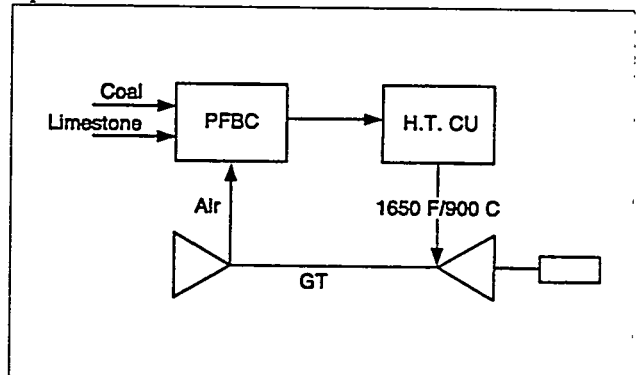 Coal
Limestone
PFBC
H.T. CU
Air
1650 F/900 C
GT